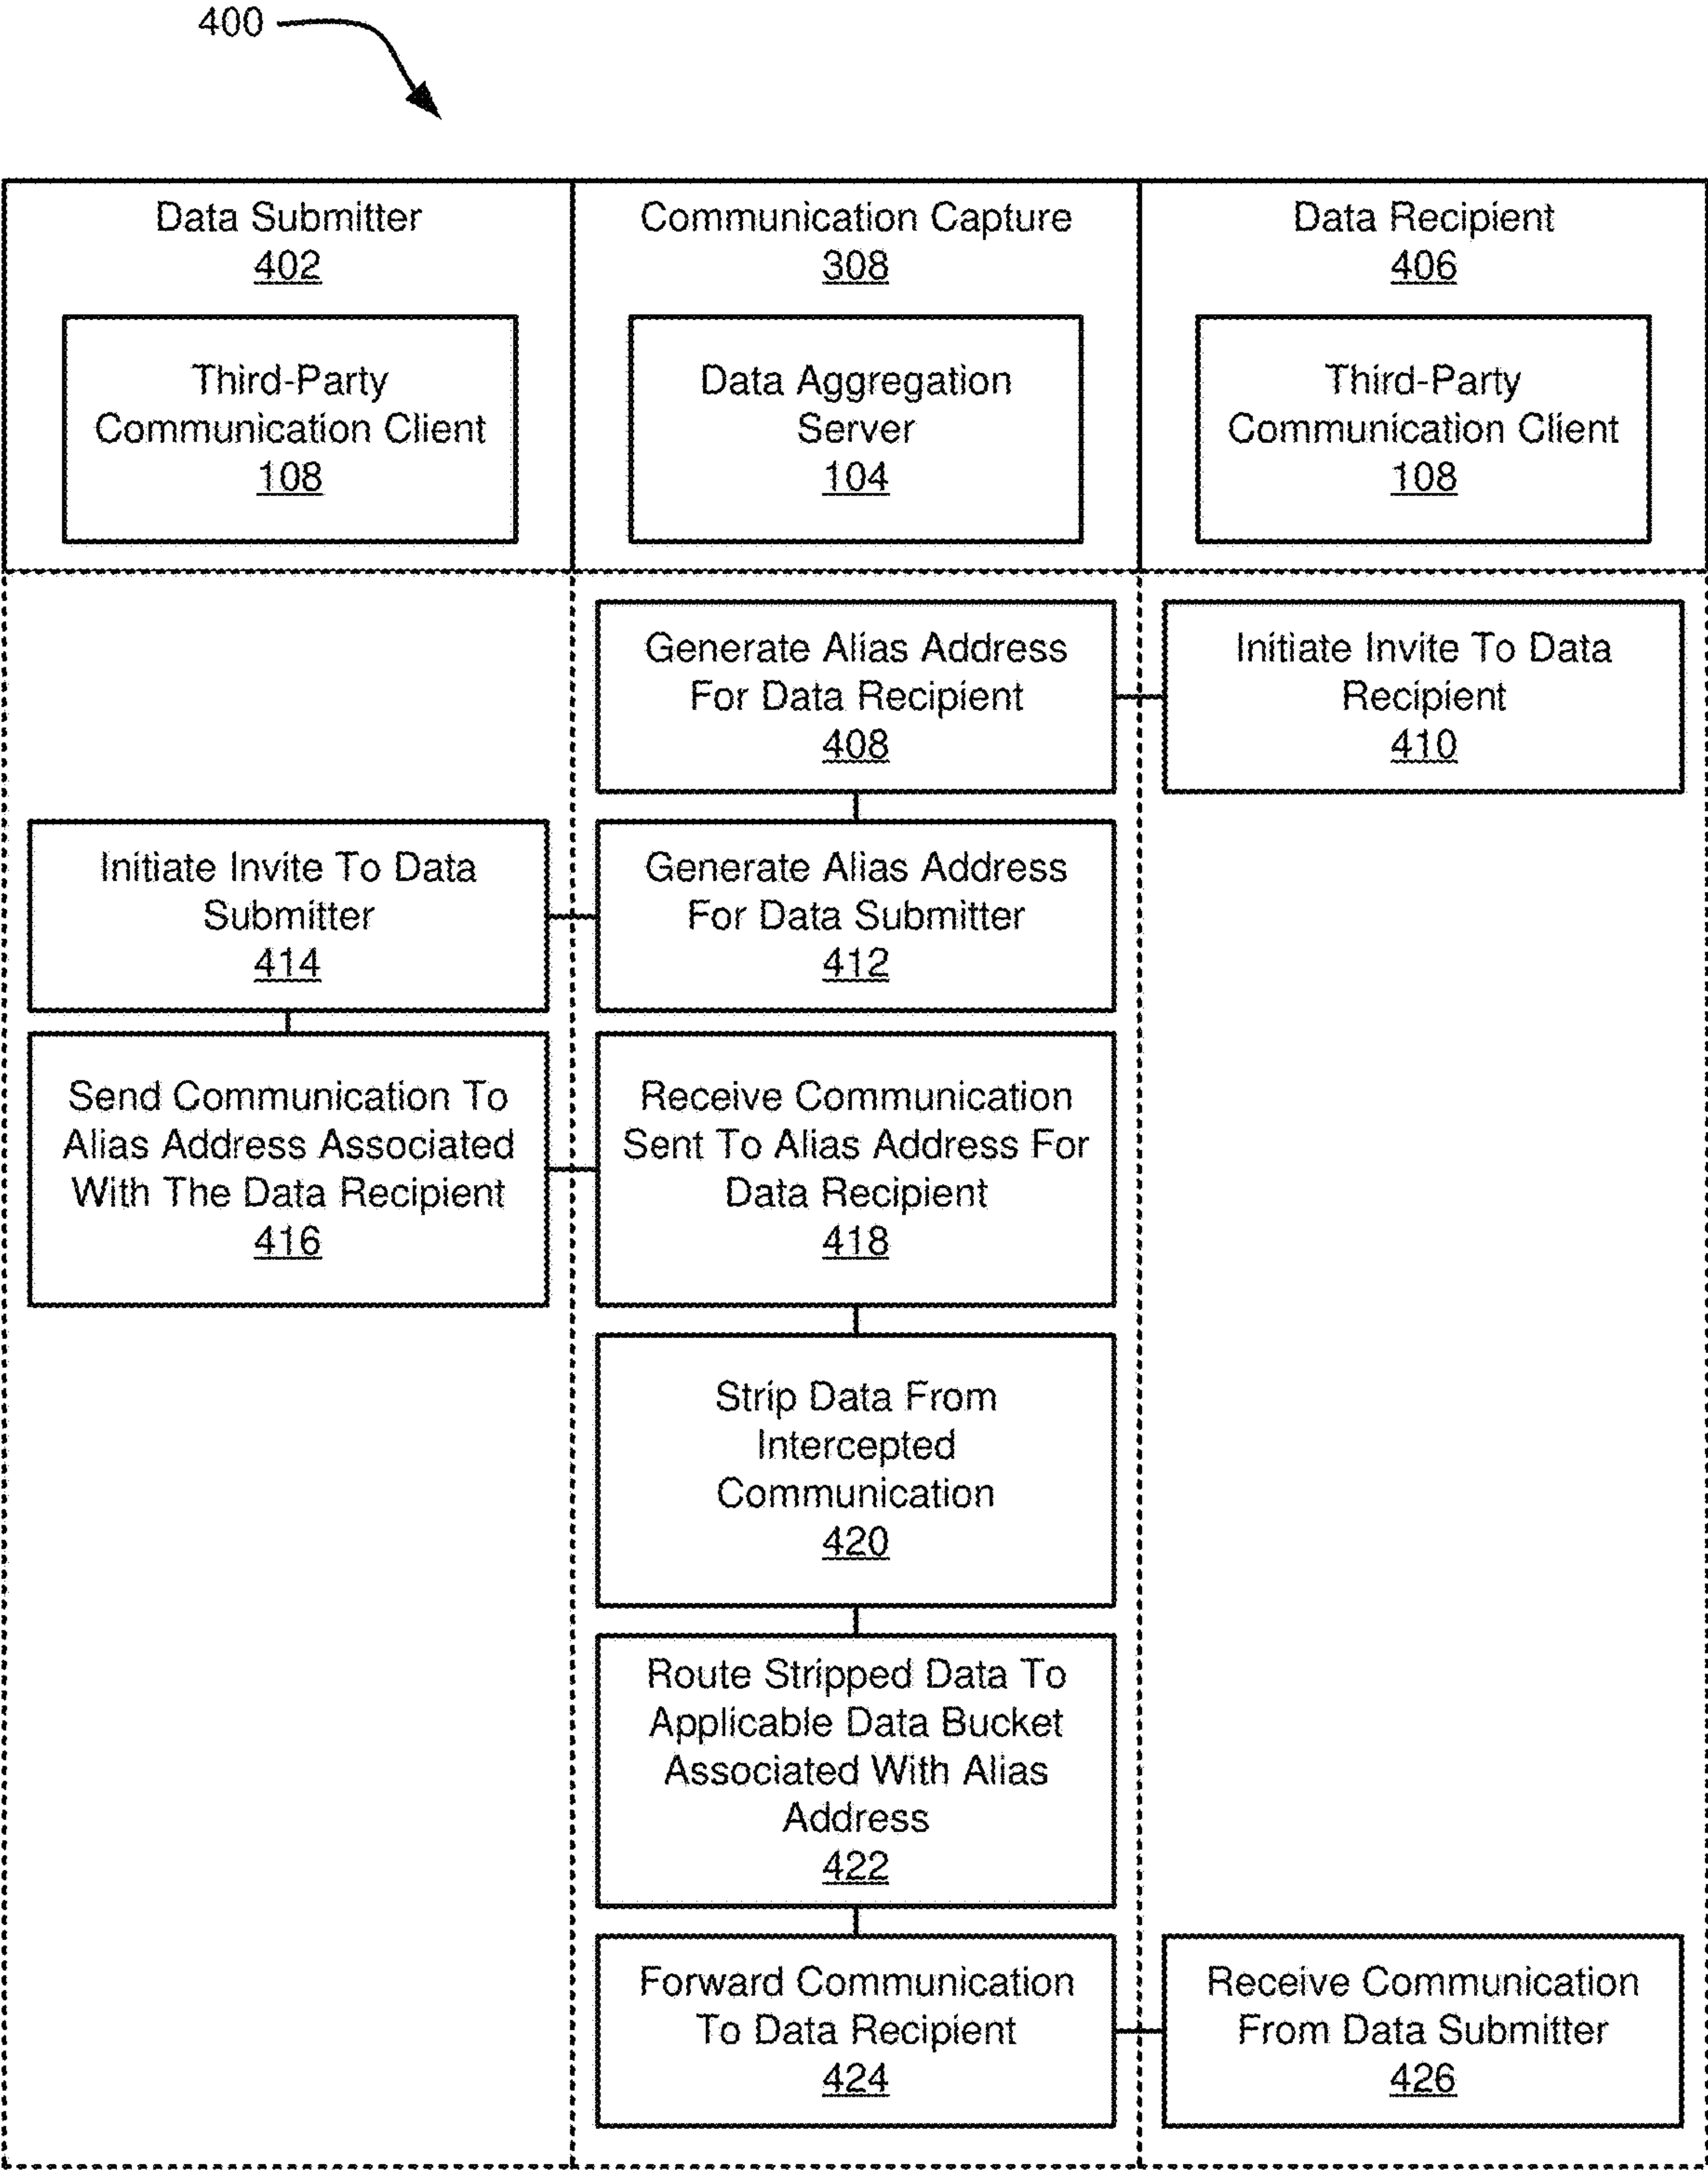 400
Data Submitter
402
Third-Party
Communication Client
108
Communication Capture
308
Data Aggregation
Server
104
Data Recipient
406
Third-Party
Communication Client
108
Generate Alias Address
For Data Recipient
408
Initiate Invite To Data
Recipient
410
Initiate Invite To Data
Submitter
414
Generate Alias Address
For Data Submitter
412
Send Communication To
Alias Address Associated
With The Data Recipient
416
Receive Communication
Sent To Alias Address For
Data Recipient
418
Strip Data From
Intercepted
Communication
420
Route Stripped Data To
Applicable Data Bucket
Associated With Alias
Address
422
Forward Communication
To Data Recipient
424
Receive Communication
From Data Submitter
426